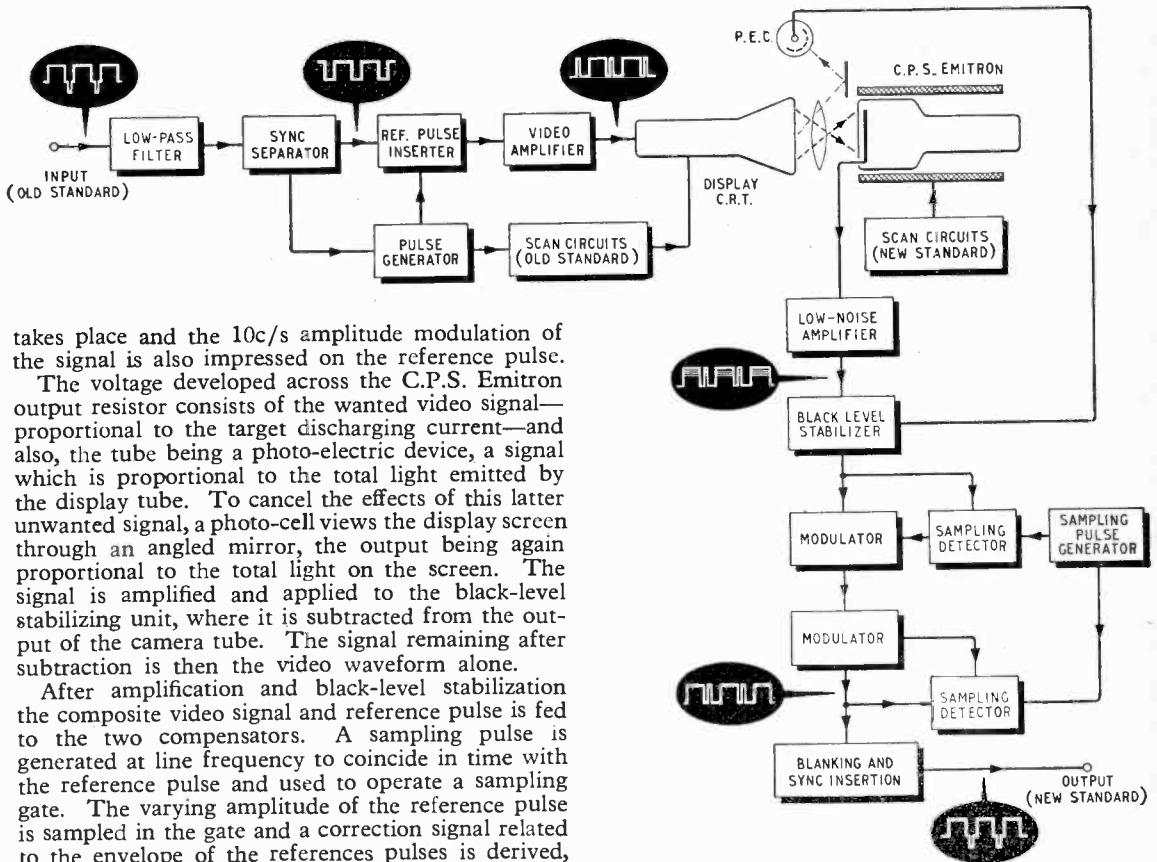 P.E.C.
C.P.S. EMITRON
LOW-PASS
FILTER
SYNC
SEPARATOR
REF. PULSE
INSERTER
VIDEO
AMPLIFIER
INPUT
(OLD STANDARD)
DISPLAY
C.R.T.
PULSE
GENERATOR
SCAN CIRCUITS
(OLD STANDARD)
SCAN CIRCUITS
(NEW STANDARD)
LOW-NOISE
AMPLIFIER
BLACK LEVEL
STABILIZER
MODULATOR
SAMPLING
DETECTOR
SAMPLING
PULSE
GENERATOR
MODULATOR
SAMPLING
DETECTOR
BLANKING AND
SYNC INSERTION
OUTPUT
(NEW STANDARD)
takes place and the 10c/s amplitude modulation of
the signal is also impressed on the reference pulse.
The voltage developed across the C.P.S. Emitron
output resistor consists of the wanted video signal—
proportional to the target discharging current—and
also, the tube being a photo-electric device, a signal
which is proportional to the total light emitted by
the display tube. To cancel the effects of this latter
unwanted signal, a photo-cell views the display screen
through an angled mirror, the output being again
proportional to the total light on the screen. The
signal is amplified and applied to the black-level
stabilizing unit, where it is subtracted from the out-
put of the camera tube. The signal remaining after
subtraction is then the video waveform alone.
After amplification and black-level stabilization
the composite video signal and reference pulse is fed
to the two compensators. A sampling pulse is
generated at line frequency to coincide in time with
the reference pulse and used to operate a sampling
gate. The varying amplitude of the reference pulse
is sampled in the gate and a correction signal related
to the envelope of the references pulses is derived,